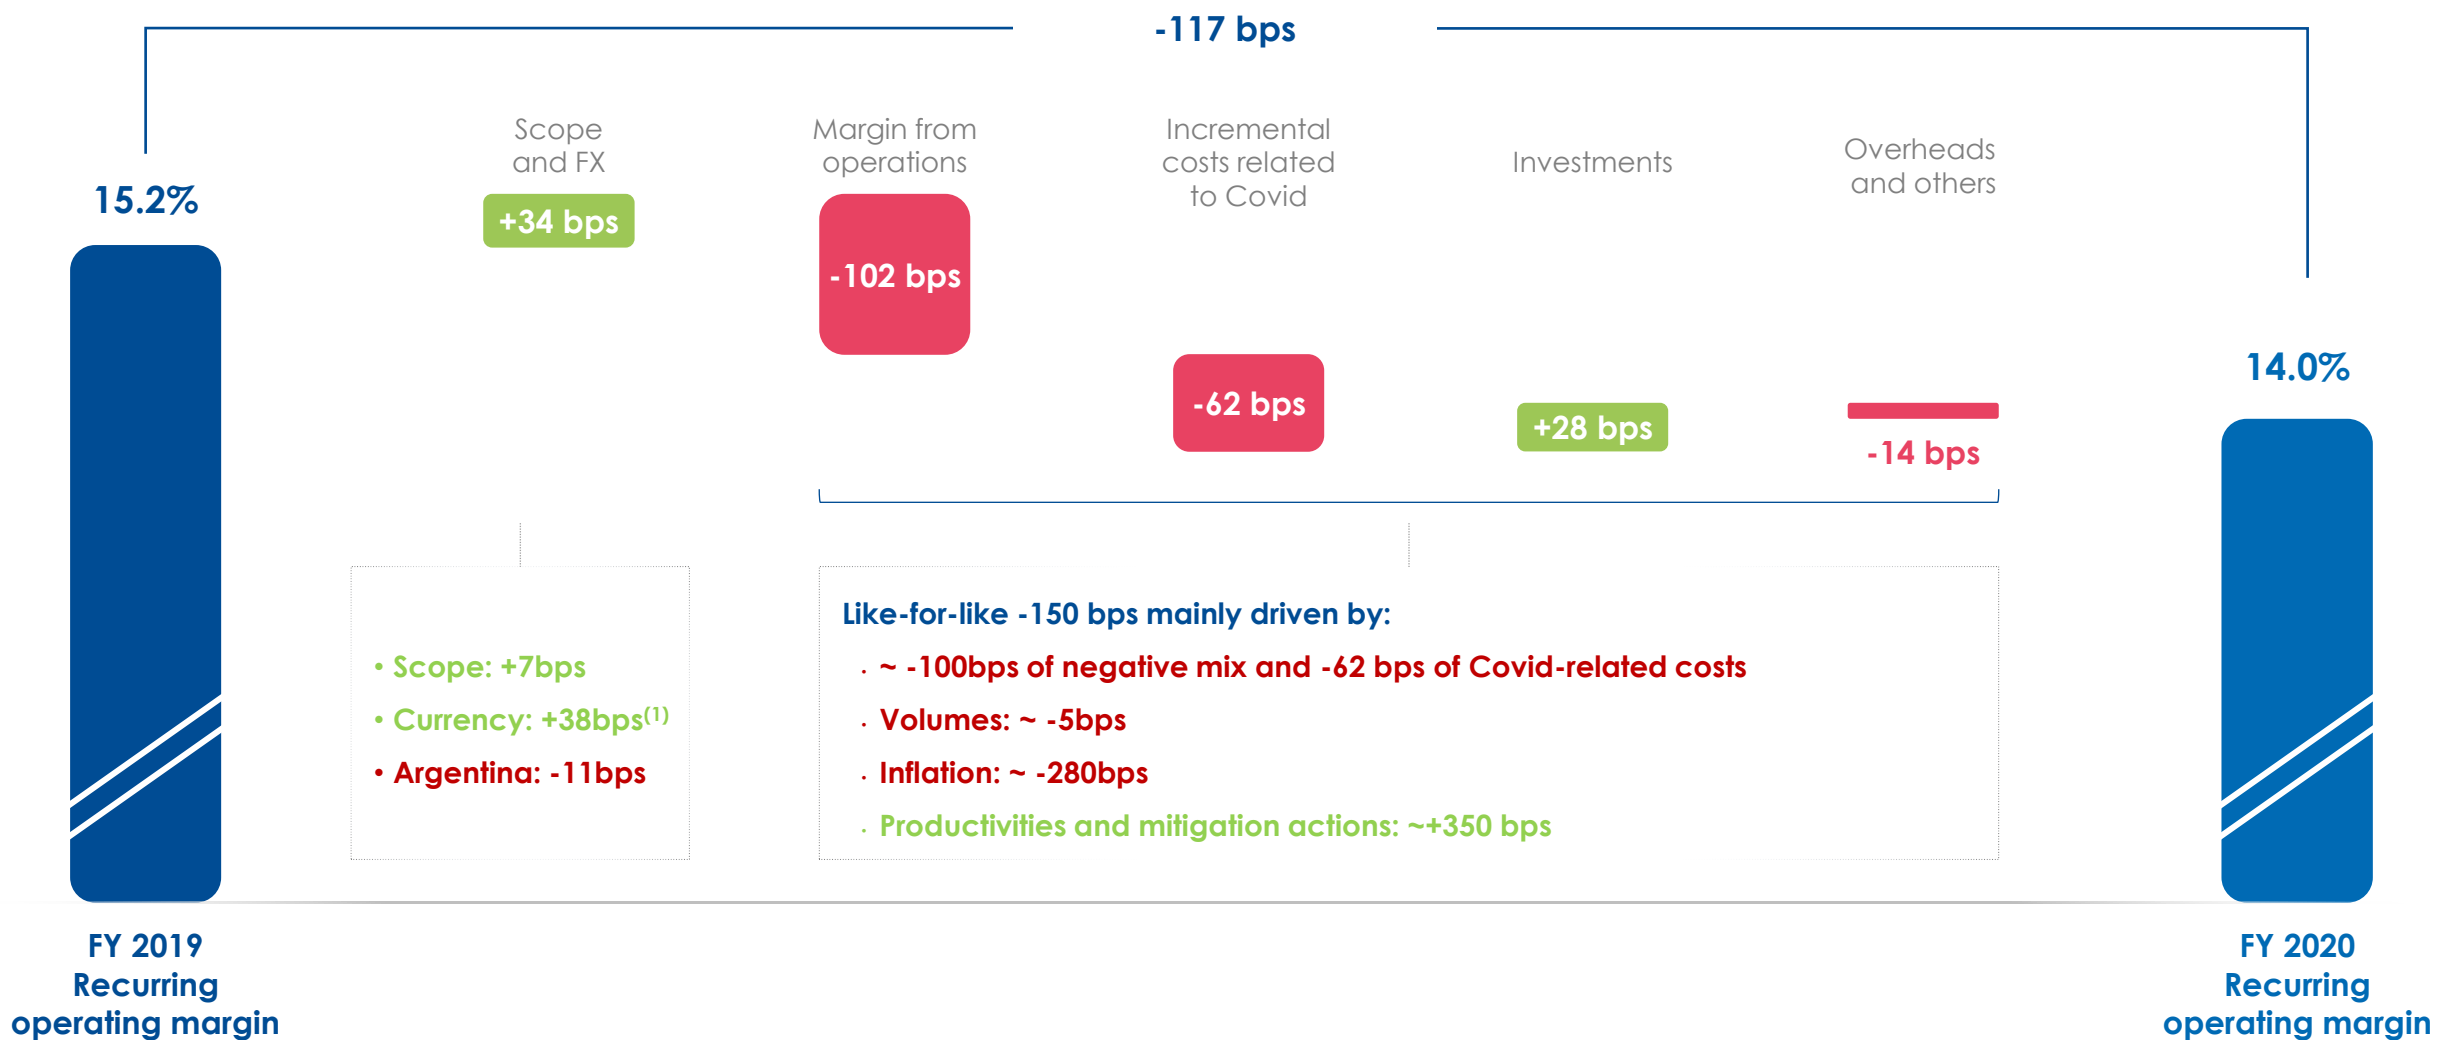 -117 bps
Scope
and FX
Margin from
operations
Incremental
costs related
to Covid
Investments
Overheads
and others
15.2%
+34 bps
-102 bps
-62 bps
+28 bps
-14 bps
14.0%
• Scope: +7bps
• Currency: +38bps(1)
• Argentina: -11bps
Like-for-like -150 bps mainly driven by:
. ~ -100bps of negative mix and -62 bps of Covid-related costs
. Volumes: ~ -5bps
. Inflation: ~ -280bps
. Productivities and mitigation actions: ~+350 bps
FY 2019
Recurring
operating margin
FY 2020
Recurring
operating margin